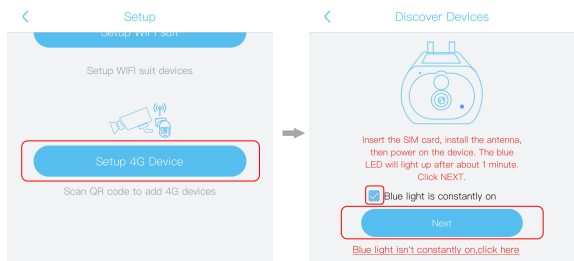 Setup
Setup WIFI suit
Setup WIFI suit devices
Setup 4G Device
Scan QR code to add 4G devices
Discover Devices
Insert the SIM card, install the antenna,
then power on the device. The blue
LED will light up after about 1 minute.
Click NEXT.
Blue light is constantly on
Next
Blue light isn't constantly on,click here